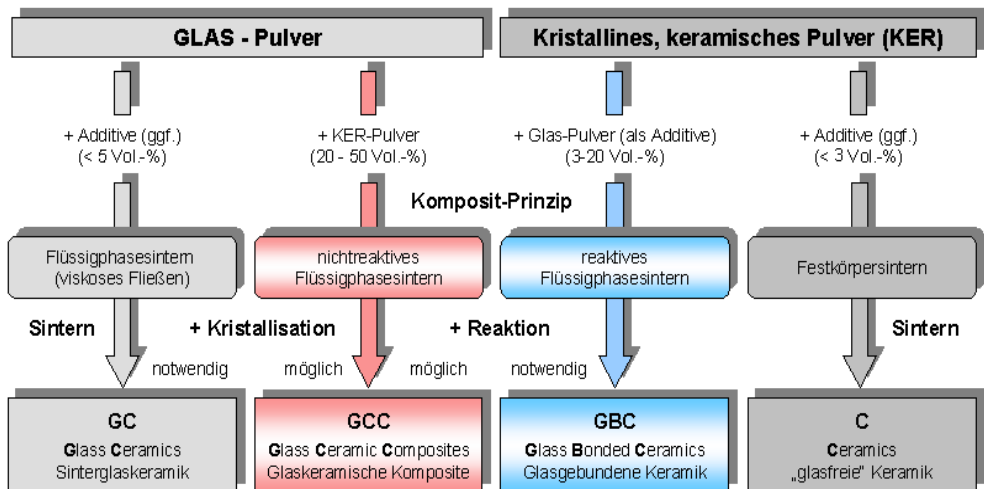 GLAS - Pulver
Kristallines, keramisches Pulver (KER)
+ Additive (ggf.)
(< 5 Vol.-%)
+ KER-Pulver
(20 - 50 Vol.-%)
+ Glas-Pulver (als Additive)
(3-20 Vol.-%)
+ Additive (ggf.)
(< 3 Vol.-%)
Komposit-Prinzip
Flüssigphasesintern
(viskoses Fließen)
nichtreaktives
Flüssigphasesintern
reaktives
Flüssigphasesintern
Festkörpersintern
Sintern
+ Kristallisation
+ Reaktion
Sintern
notwendig
möglich
möglich
notwendig
GC
Glass Ceramics
Sinterglaskeramik
GCC
Glass Ceramic Composites
Glaskeramische Komposite
GBC
Glass Bonded Ceramics
Glasgebundene Keramik
C
Ceramics
„glasfreie" Keramik